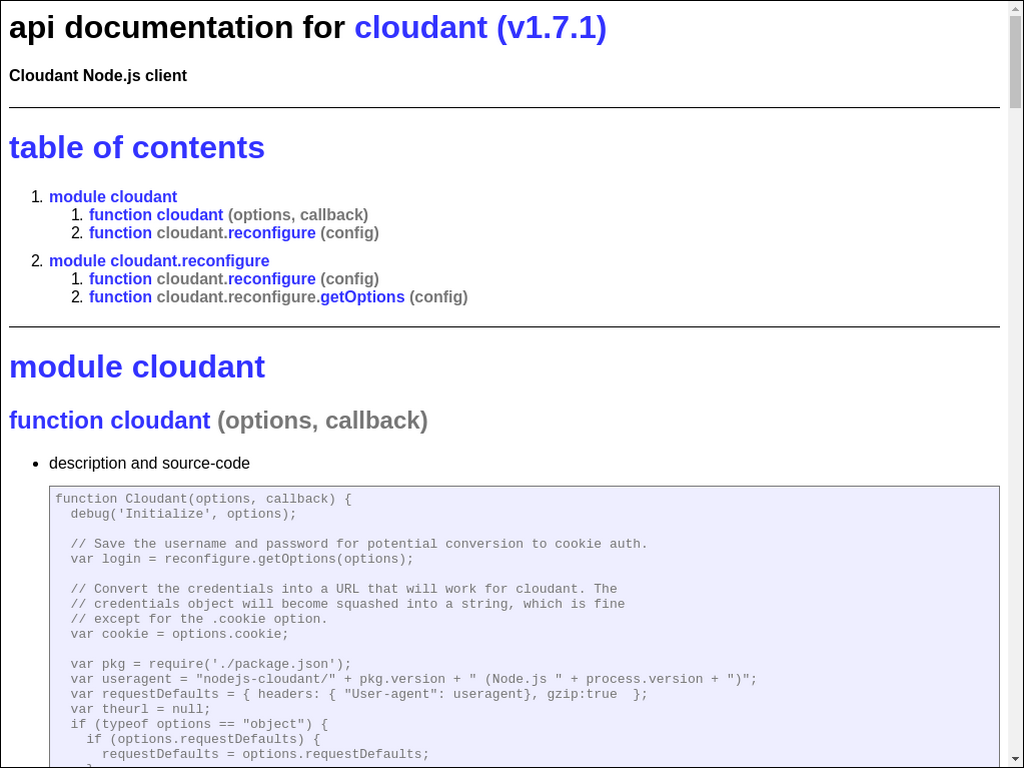 api documentation for cloudant (v1.7.1)
Cloudant Node.js client
table of contents
1. module cloudant
1. function cloudant (options, callback)
2. function cloudant.reconfigure (config)
2. module cloudant.reconfigure
1. function cloudant.reconfigure (config)
2. function cloudant.reconfigure.getOptions (config)
module cloudant
function cloudant (options, callback)
• description and source-code
function Cloudant(options, callback) {
  debug('Initialize', options);
  // Save the username and password for potential conversion to cookie auth.
  var login = reconfigure.getOptions(options);
  // Convert the credentials into a URL that will work for cloudant. The
  // credentials object will become squashed into a string, which is fine
  // except for the .cookie option.
  var cookie = options.cookie;
  var pkg = require('./package.json');
  var useragent = "nodejs-cloudant/" + pkg.version + " (Node.js " + process.version + ")";
  var requestDefaults = { headers: { "User-agent": useragent}, gzip:true  };
  var theurl = null;
  if (typeof options == "object") {
    if (options.requestDefaults) {
      requestDefaults = options.requestDefaults;
    }